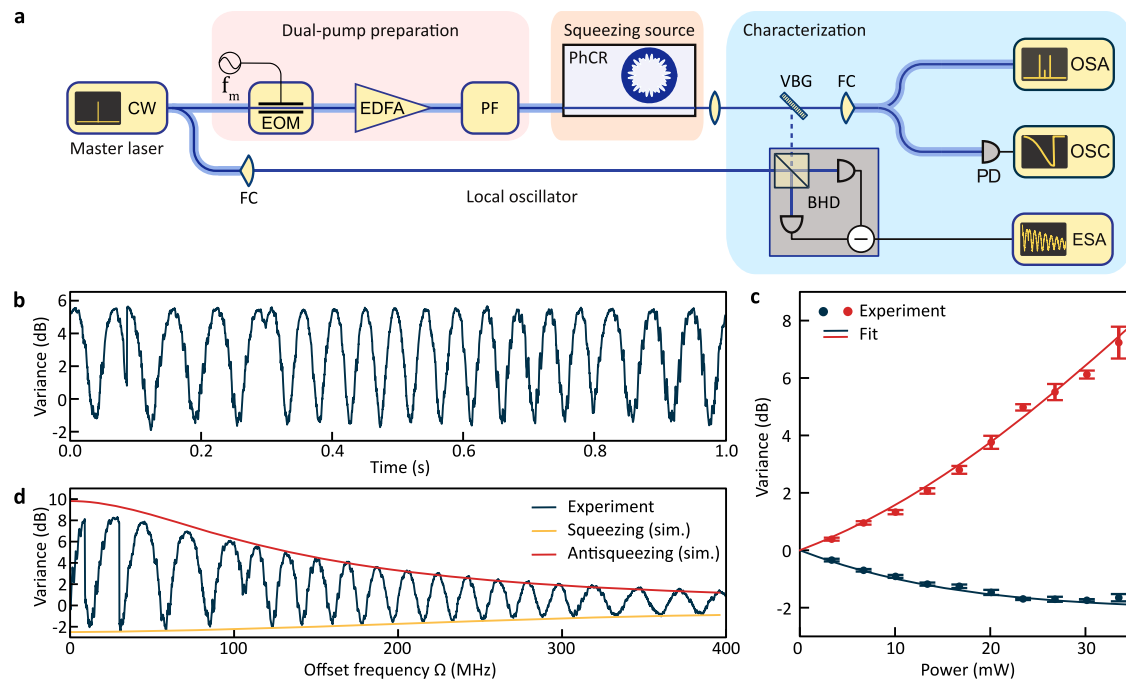 a
Dual-pump preparation
Squeezing source
Characterization
PhCR
VBG
FC
OSA
fm
CW
EOM
EDFA
PF
Master laser
OSC
PD
FC
Local oscillator
BHD
ESA
b
Variance (dB)
6
4
2
0
-2
0.0 0.2 0.4 0.6 0.8 1.0
Time (s)
c
Experiment
Fit
Variance (dB)
8
6
4
2
0
-2
0 10 20 30
Power (mW)
d
Variance (dB)
10
8
6
4
2
0
-2
Experiment
Squeezing (sim.)
Antisqueezing (sim.)
0 100 200 300 400
Offset frequency Ω (MHz)